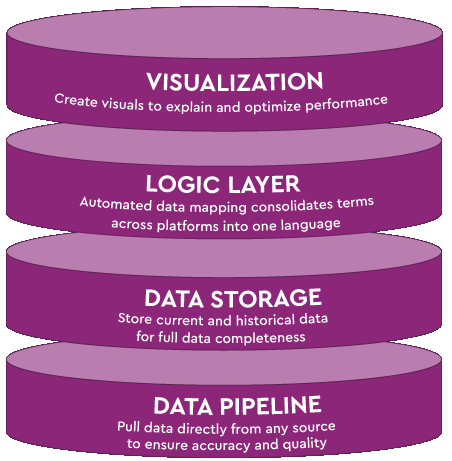 VISUALIZATION
Create visuals to explain and optimize performance
LOGIC LAYER
Automated data mapping consolidates terms
across platforms into one language
DATA STORAGE
Store current and historical data
for full data completeness
DATA PIPELINE
Pull data directly from any source
to ensure accuracy and quality